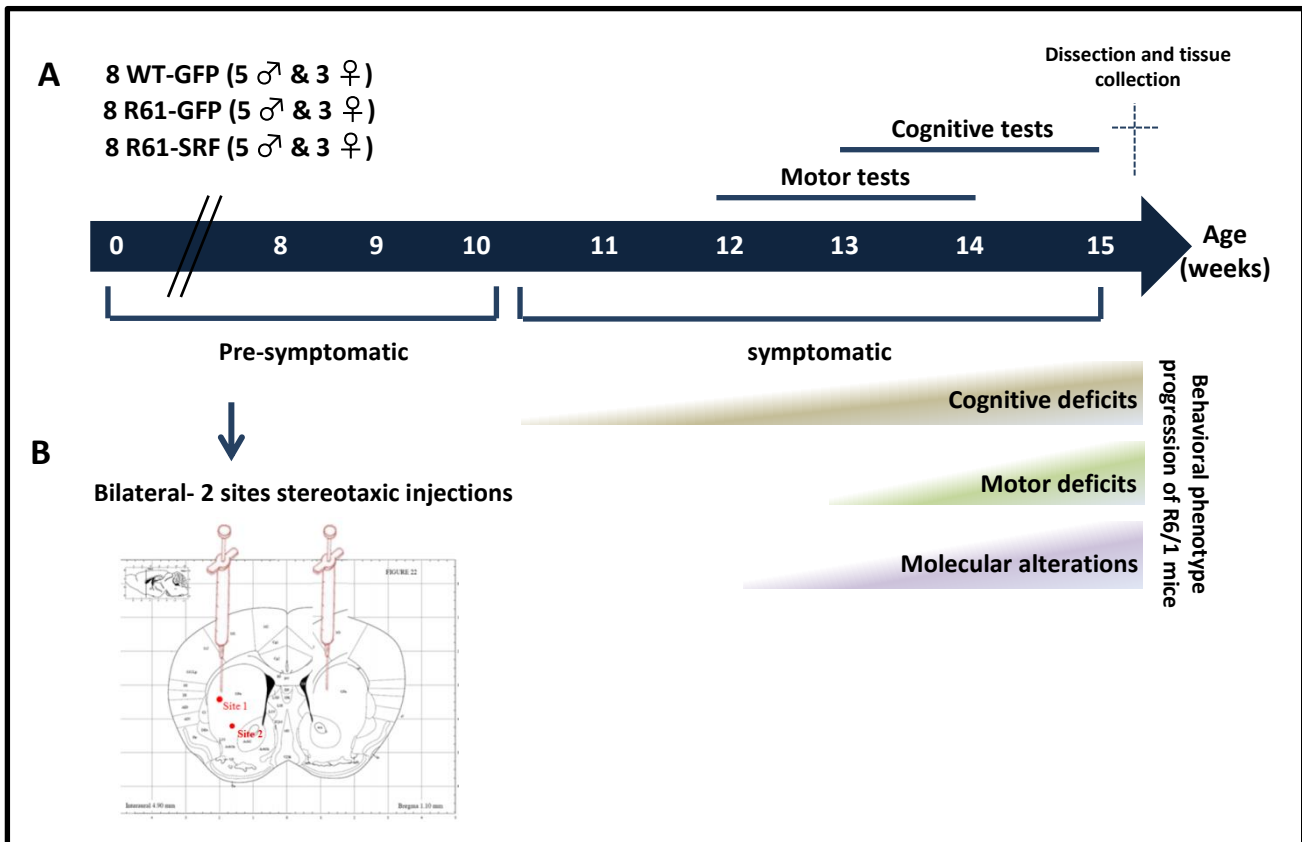 A
8 WT-GFP (5 ♂ & 3 ♀)
8 R61-GFP (5 ♂ & 3 ♀)
8 R61-SRF (5 ♂ & 3 ♀)
Dissection and tissue
collection
Cognitive tests
Motor tests
0 8 9 10 11 12 13 14 15
Age
(weeks)
Pre-symptomatic
symptomatic
Cognitive deficits
Motor deficits
Molecular alterations
Behavioral phenotype
progression of R6/1 mice
B
Bilateral- 2 sites stereotaxic injections
FIGURE 22
Site 1
Site 2
Interaural 4.90 mm
Bregma 1.10 mm